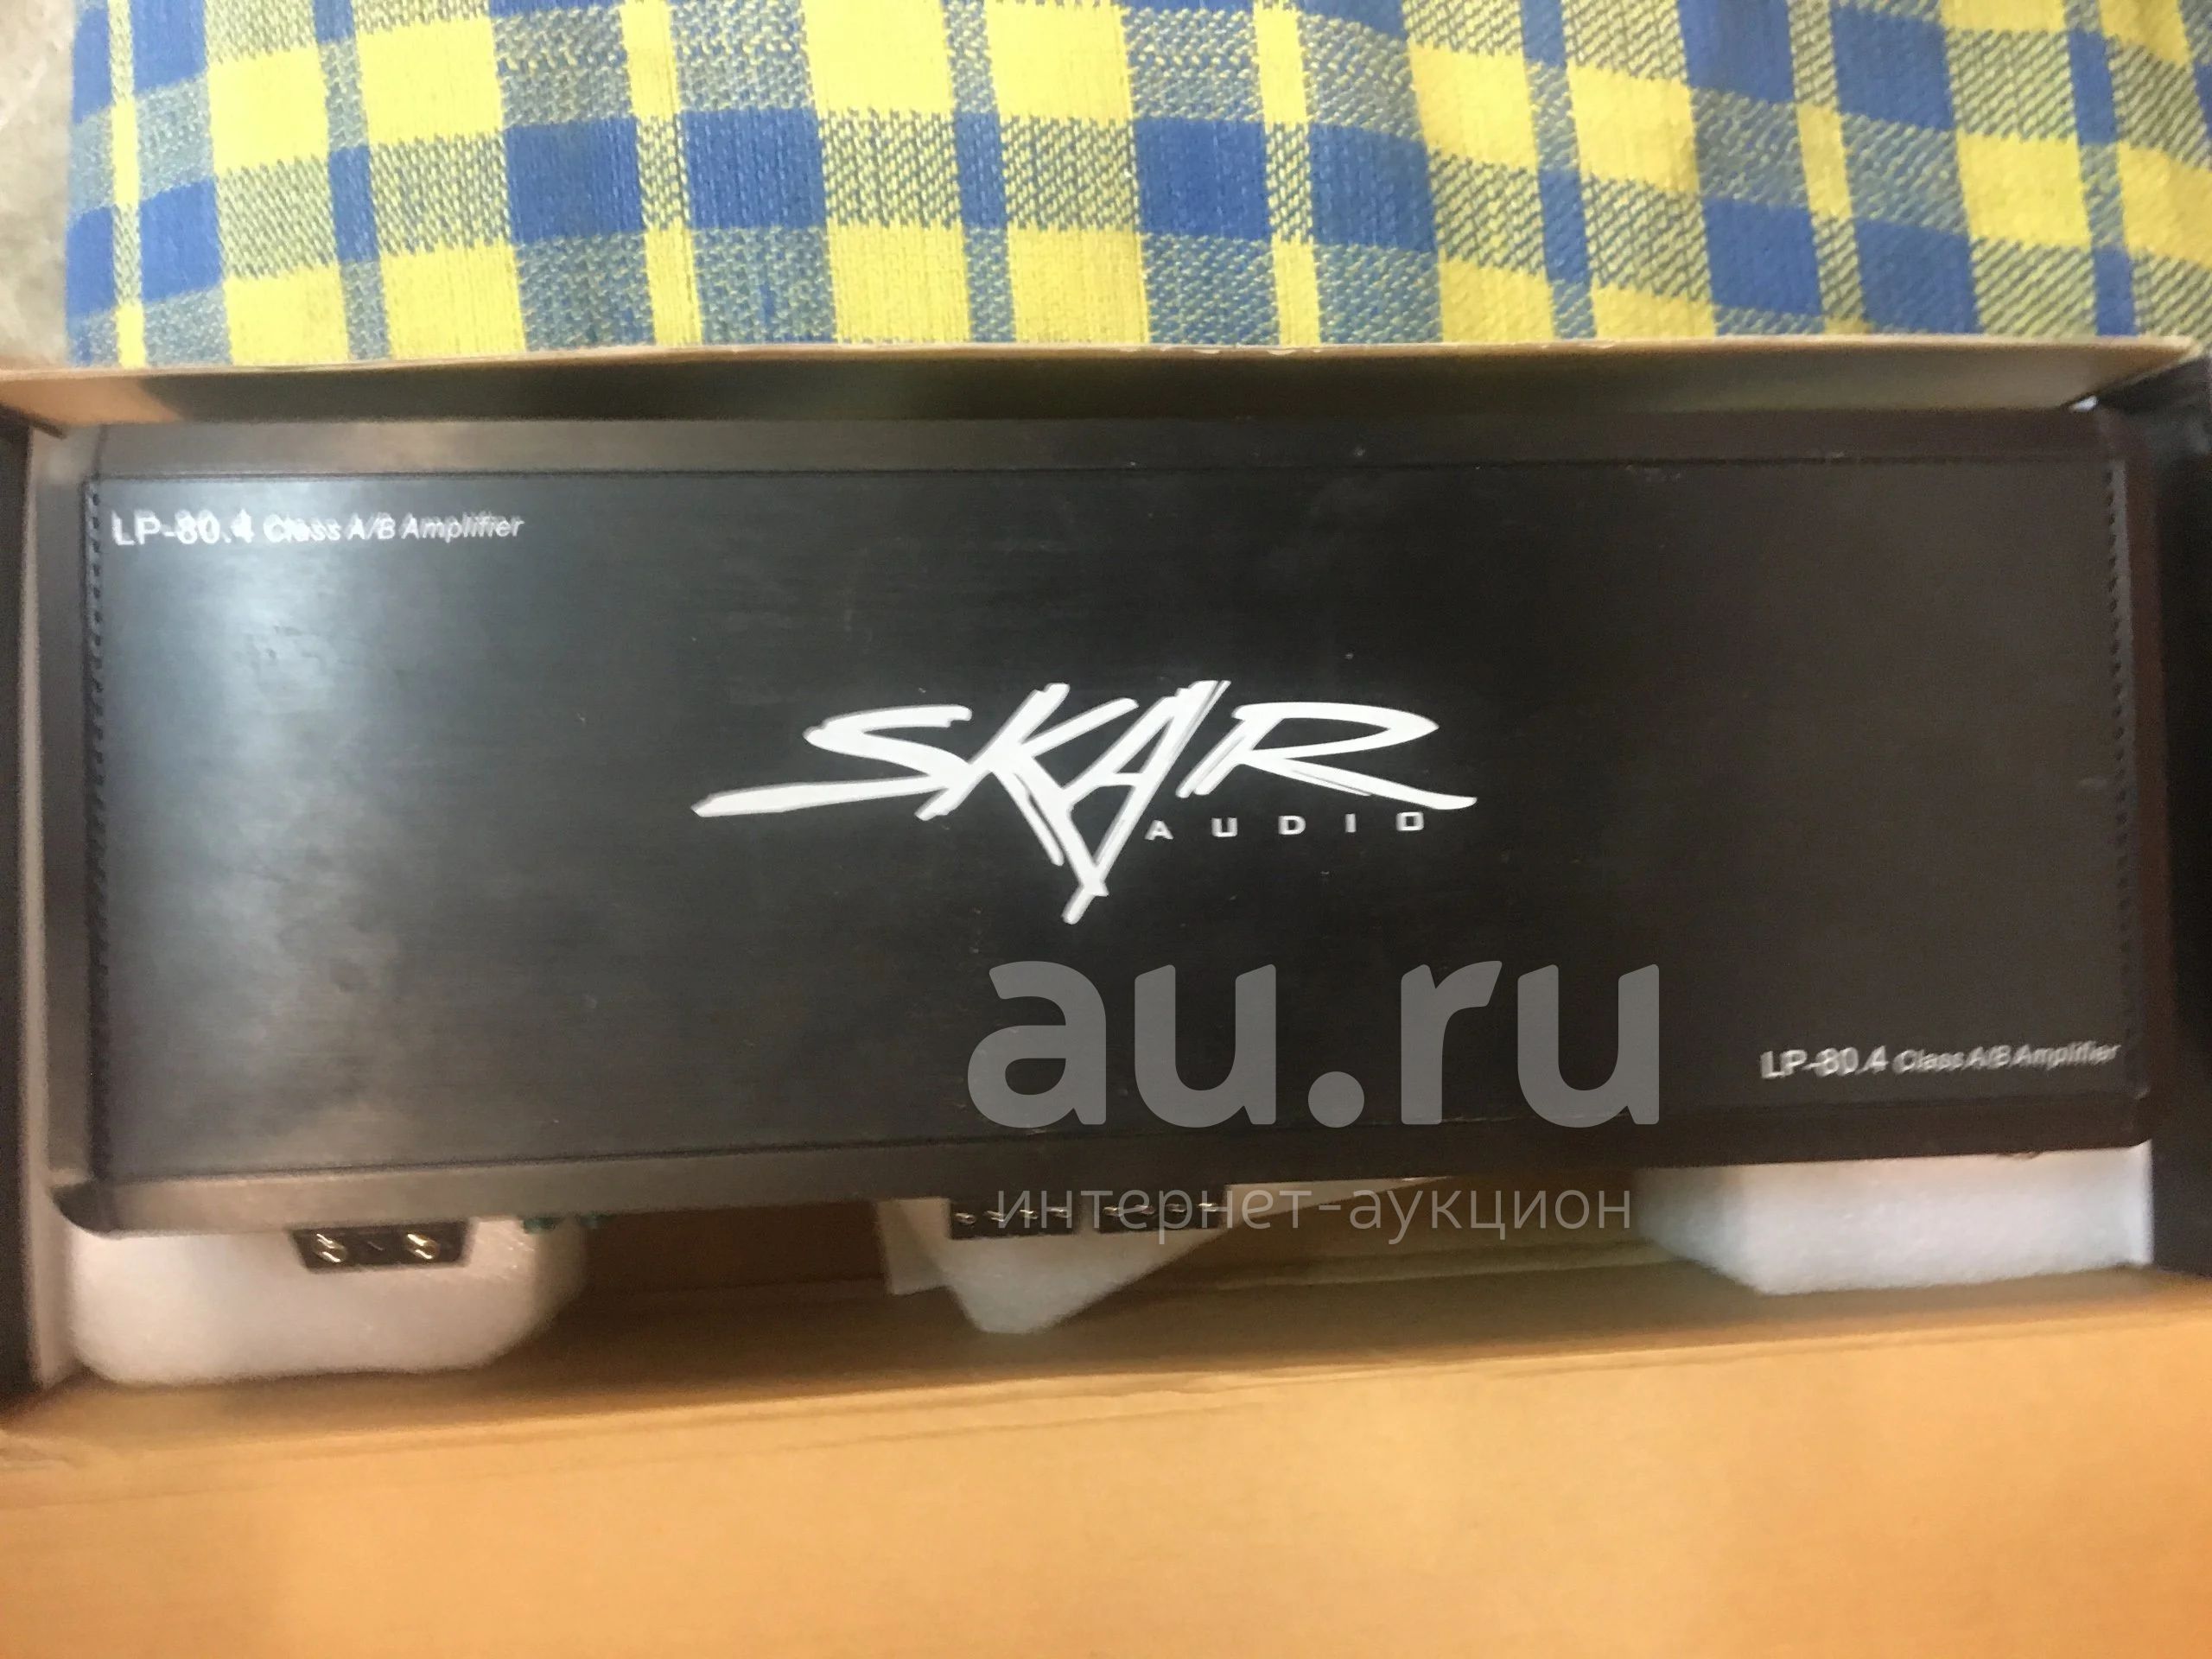 LP-80.4 Class A/B Amplifier
SKAR
AUDIO
au.ru
LP-80.4 Class A/B Amplifier
интернет-аукцион